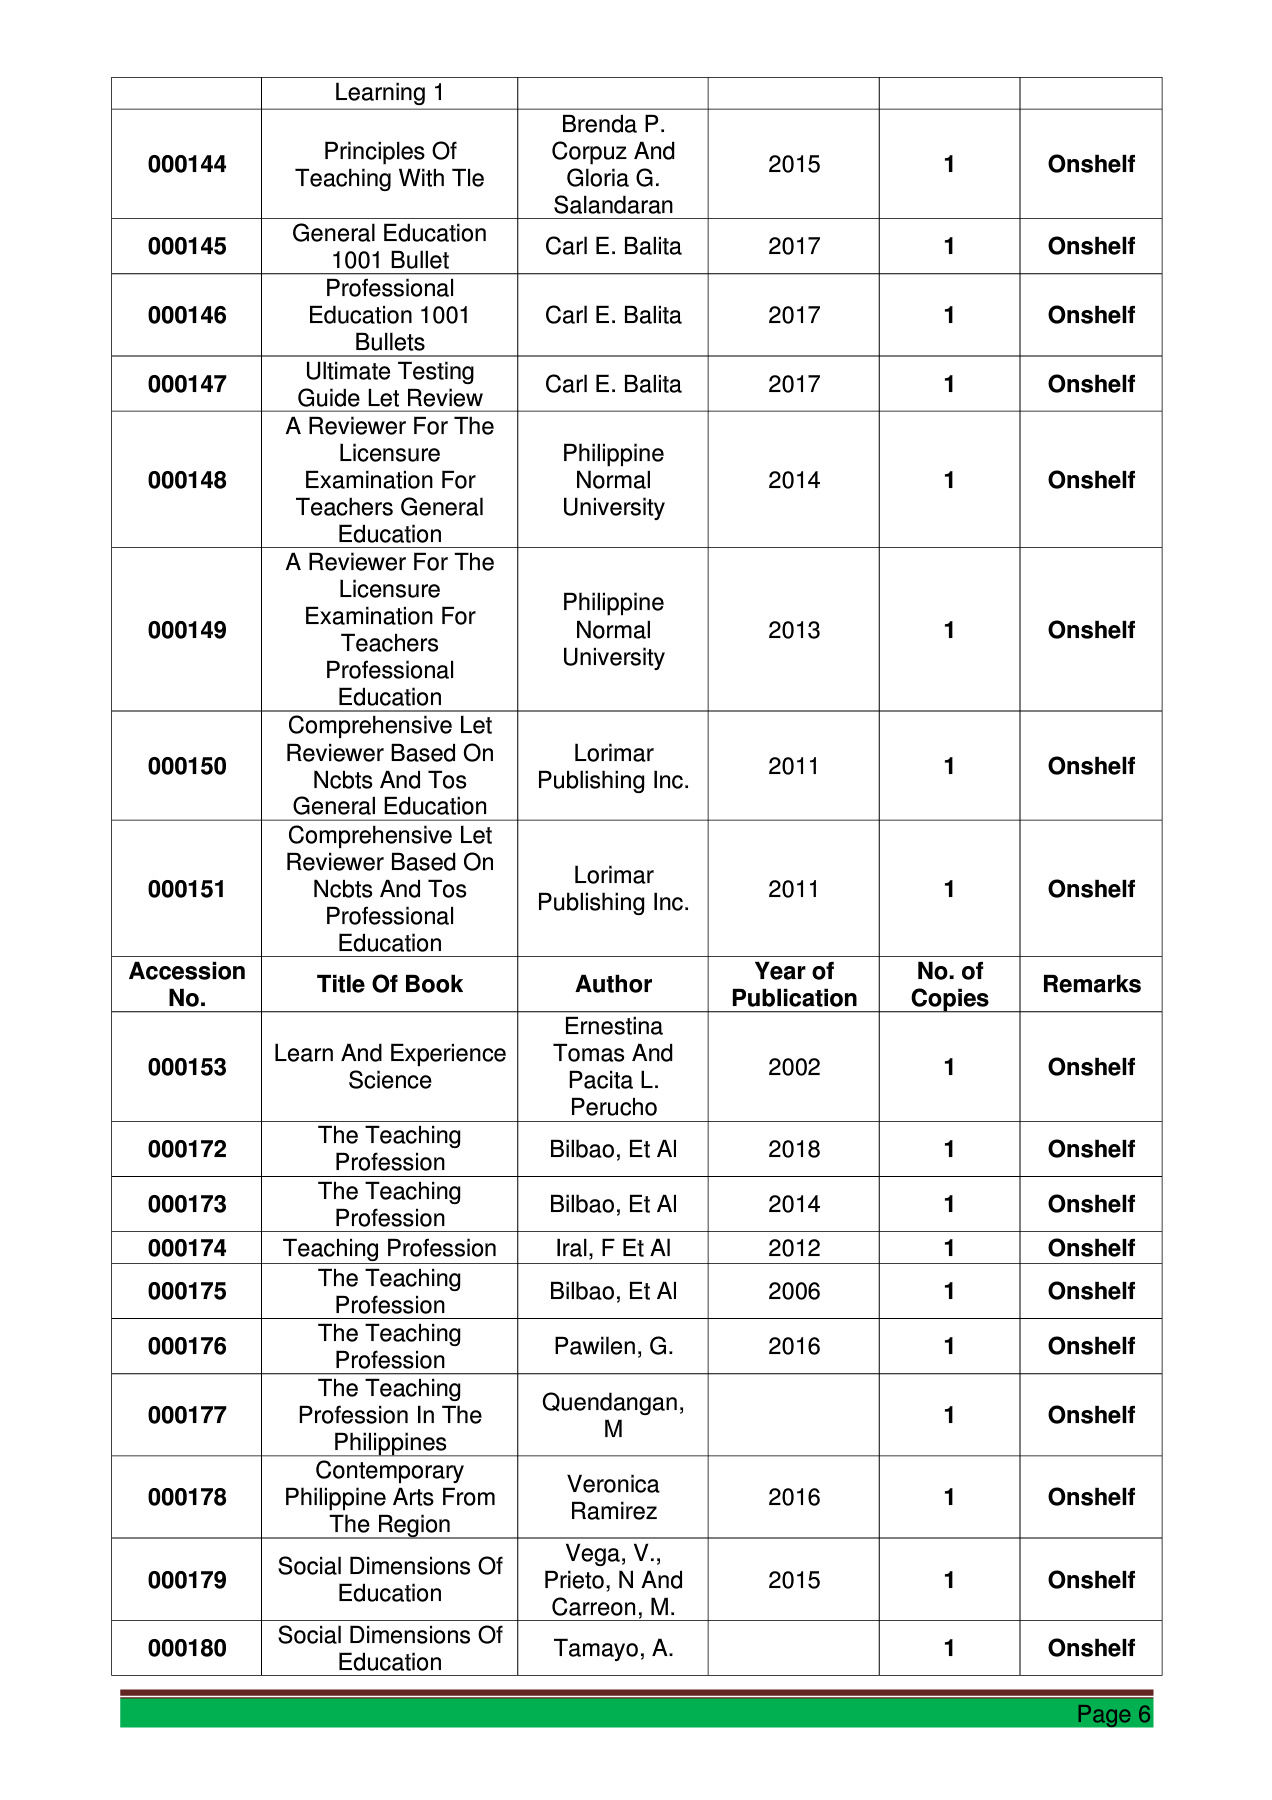 Learning 1
000144
Principles Of
Teaching With Tle
Brenda P.
Corpuz And
Gloria G.
Salandaran
2015
1
Onshelf
000145
General Education
1001 Bullet
Carl E. Balita
2017
1
Onshelf
000146
Professional
Education 1001
Bullets
Carl E. Balita
2017
1
Onshelf
000147
Ultimate Testing
Guide Let Review
Carl E. Balita
2017
1
Onshelf
000148
A Reviewer For The
Licensure
Examination For
Teachers General
Education
Philippine
Normal
University
2014
1
Onshelf
000149
A Reviewer For The
Licensure
Examination For
Teachers
Professional
Education
Philippine
Normal
University
2013
1
Onshelf
000150
Comprehensive Let
Reviewer Based On
Ncbts And Tos
General Education
Lorimar
Publishing Inc.
2011
1
Onshelf
000151
Comprehensive Let
Reviewer Based On
Ncbts And Tos
Professional
Education
Lorimar
Publishing Inc.
2011
1
Onshelf
Accession
No.
Title Of Book
Author
Year of
Publication
No. of
Copies
Remarks
000153
Learn And Experience
Science
Ernestina
Tomas And
Pacita L.
Perucho
2002
1
Onshelf
000172
The Teaching
Profession
Bilbao, Et Al
2018
1
Onshelf
000173
The Teaching
Profession
Bilbao, Et Al
2014
1
Onshelf
000174
Teaching Profession
Iral, F Et Al
2012
1
Onshelf
000175
The Teaching
Profession
Bilbao, Et Al
2006
1
Onshelf
000176
The Teaching
Profession
Pawilen, G.
2016
1
Onshelf
000177
The Teaching
Profession In The
Philippines
Quendangan,
M
1
Onshelf
000178
Contemporary
Philippine Arts From
The Region
Veronica
Ramirez
2016
1
Onshelf
000179
Social Dimensions Of
Education
Vega, V.,
Prieto, N And
Carreon, M.
2015
1
Onshelf
000180
Social Dimensions Of
Education
Tamayo, A.
1
Onshelf
Page 6